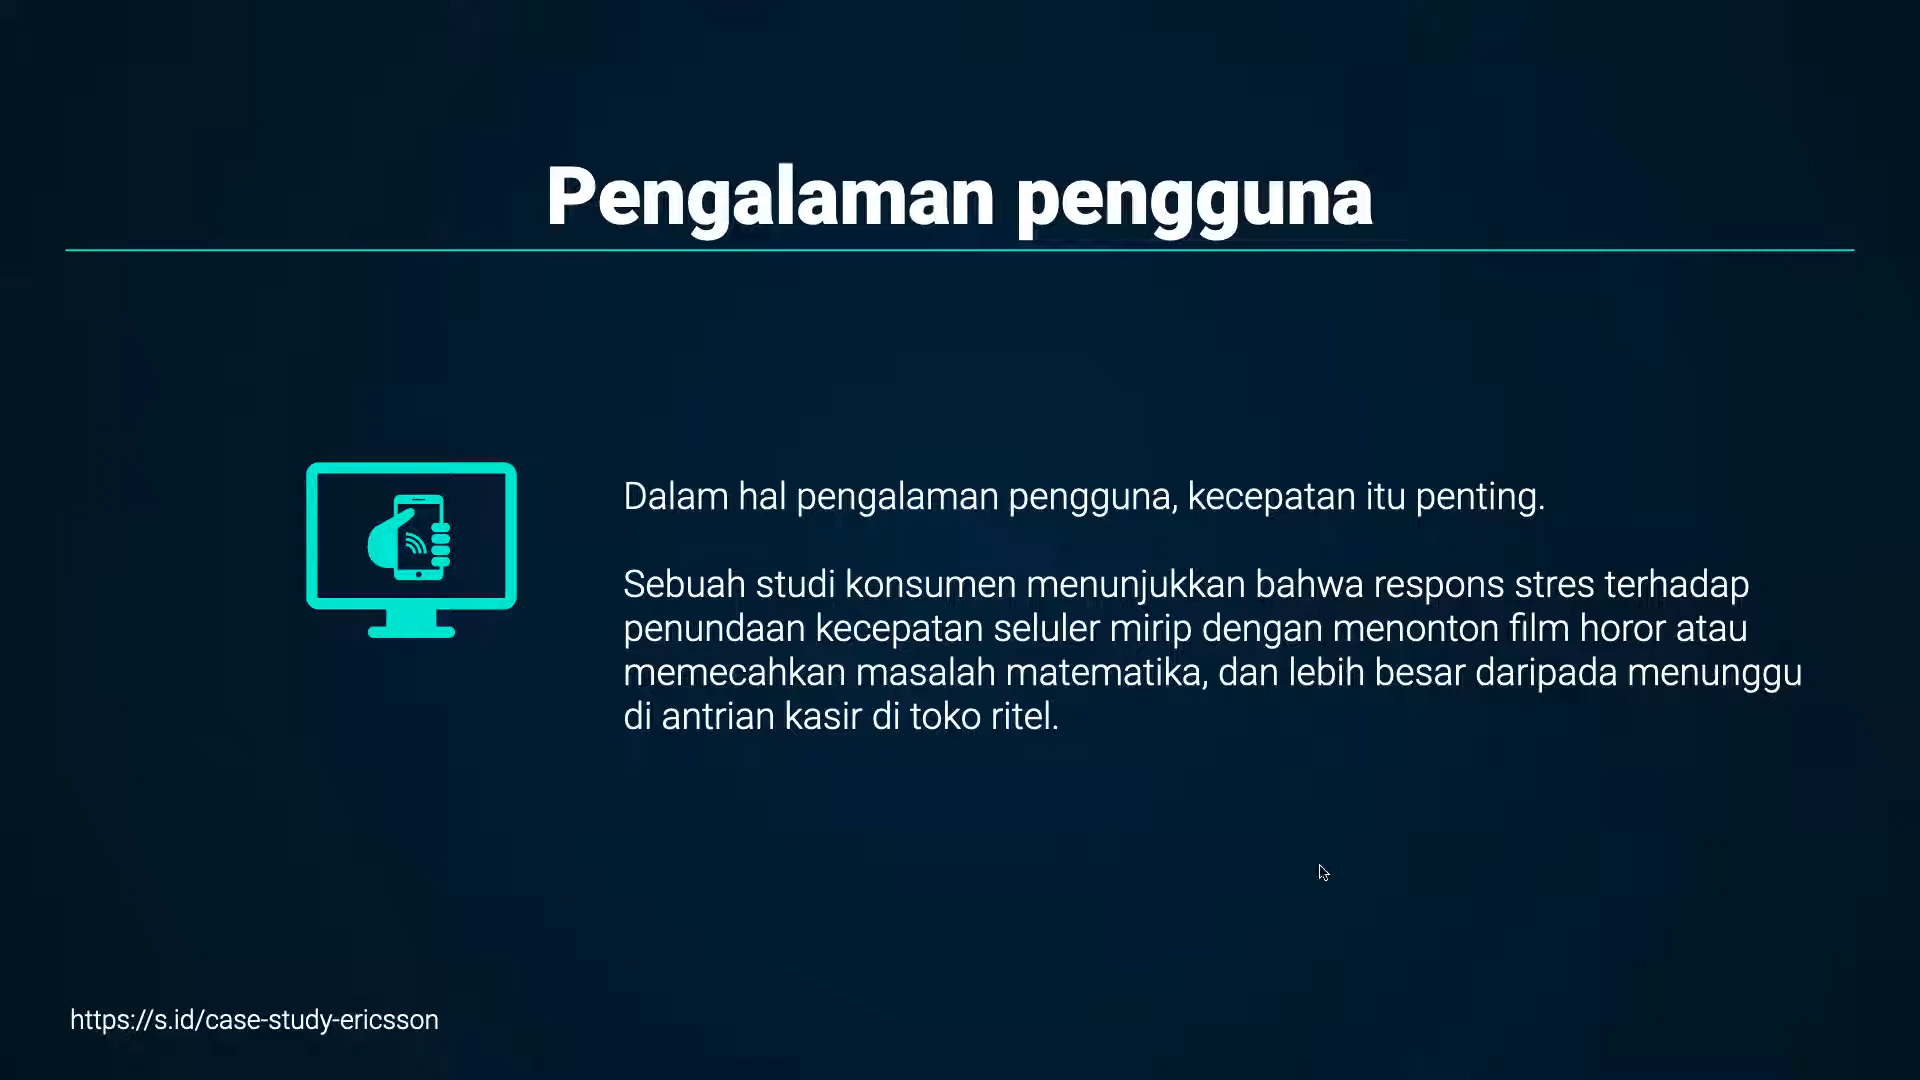 Pengalaman pengguna
Dalam hal pengalaman pengguna, kecepatan itu penting.
Sebuah studi konsumen menunjukkan bahwa respons stres terhadap
penundaan kecepatan seluler mirip dengan menonton film horor atau
memecahkan masalah matematika, dan lebih besar daripada menunggu
di antrian kasir di toko ritel.
https://s.id/case-study-ericsson